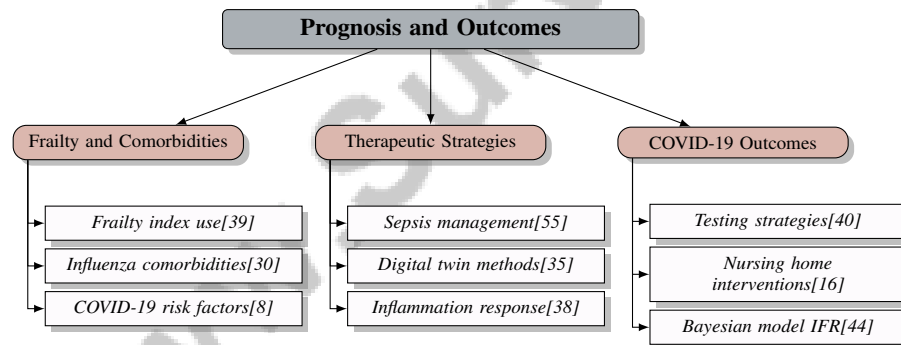 Prognosis and Outcomes
Frailty and Comorbidities
Frailty index use[39]
Influenza comorbidities[30]
COVID-19 risk factors[8]
Therapeutic Strategies
Sepsis management[55]
Digital twin methods[35]
Inflammation response[38]
COVID-19 Outcomes
Testing strategies[40]
Nursing home
interventions[16]
Bayesian model IFR[44]